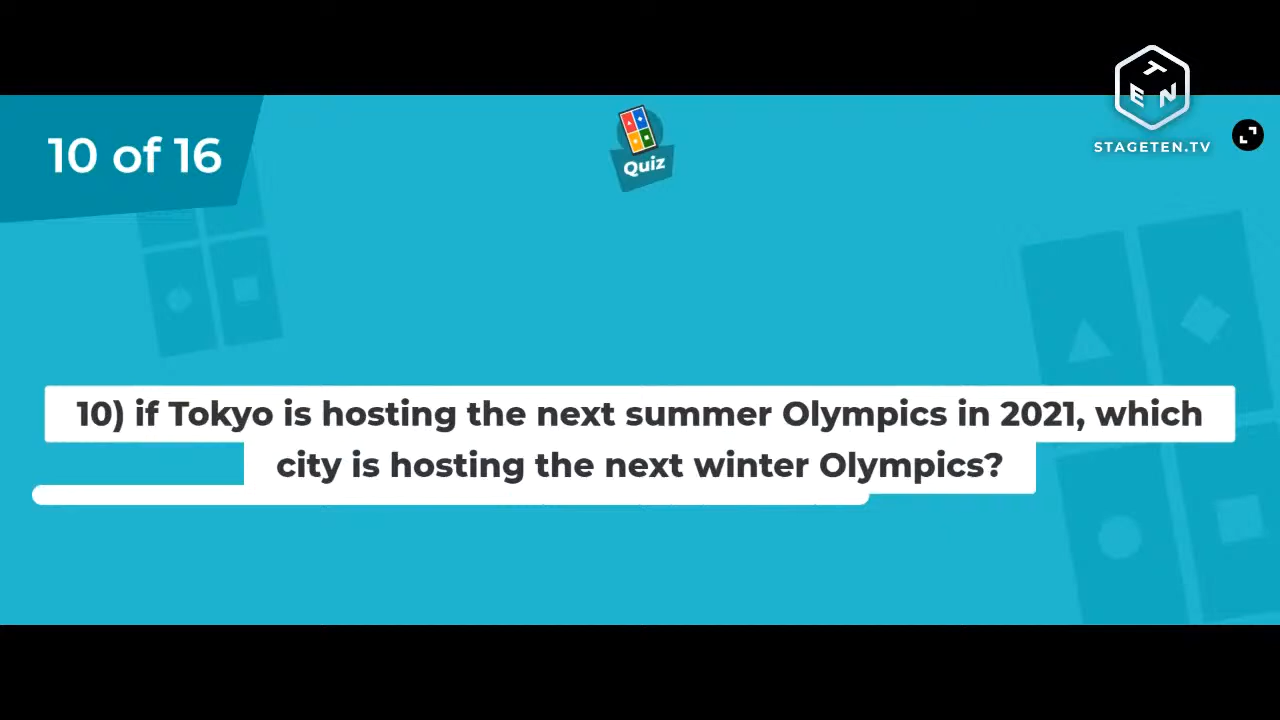 10 of 16
Quiz
TEN
STAGETEN.TV
10) if Tokyo is hosting the next summer Olympics in 2021, which
city is hosting the next winter Olympics?